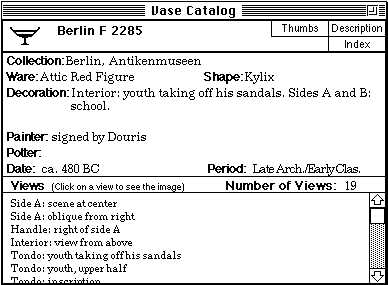 Vase Catalog
Berlin F 2285
Thumbs
Description
Index
Collection: Berlin, Antikenmuseen
Ware: Attic Red Figure Shape: Kylix
Decoration: Interior: youth taking off his sandals. Sides A and B:
school.
Painter: signed by Douris
Potter:
Date: ca. 480 BC Period: Late Arch./Early Clas.
Views (Click on a view to see the image) Number of Views: 19
Side A: scene at center
Side A: oblique from right
Handle: right of side A
Interior: view from above
Tondo: youth taking off his sandals
Tondo: youth, upper half
Tondo: inscription